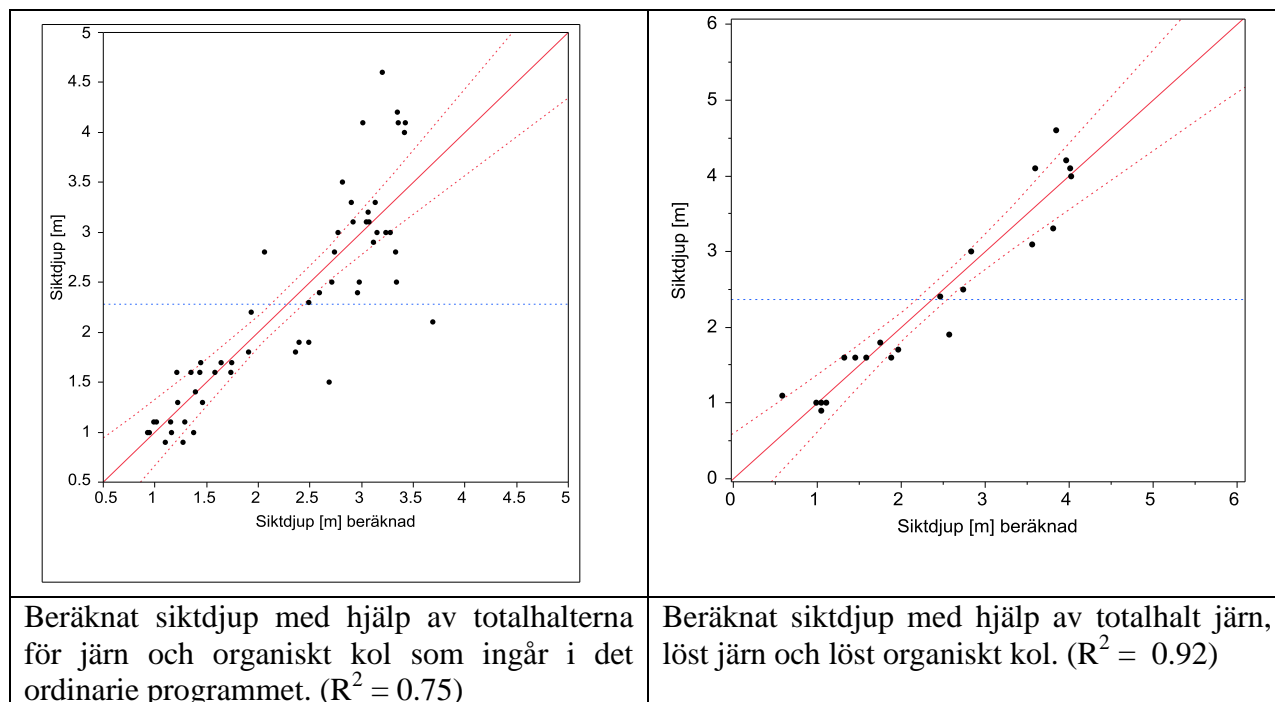 5
4.5
4
3.5
3
2.5
2
1.5
1
0.5
Siktdjup [m]
0.5 1 1.5 2 2.5 3 3.5 4 4.5 5
Siktdjup [m] beräknad
6
5
4
3
2
1
0
Siktdjup [m]
0 1 2 3 4 5 6
Siktdjup [m] beräknad
Beräknat siktdjup med hjälp av totalhalterna
för järn och organiskt kol som ingår i det
ordinarie programmet. (R² = 0.75)
Beräknat siktdjup med hjälp av totalhalt järn,
löst järn och löst organiskt kol. (R² = 0.92)